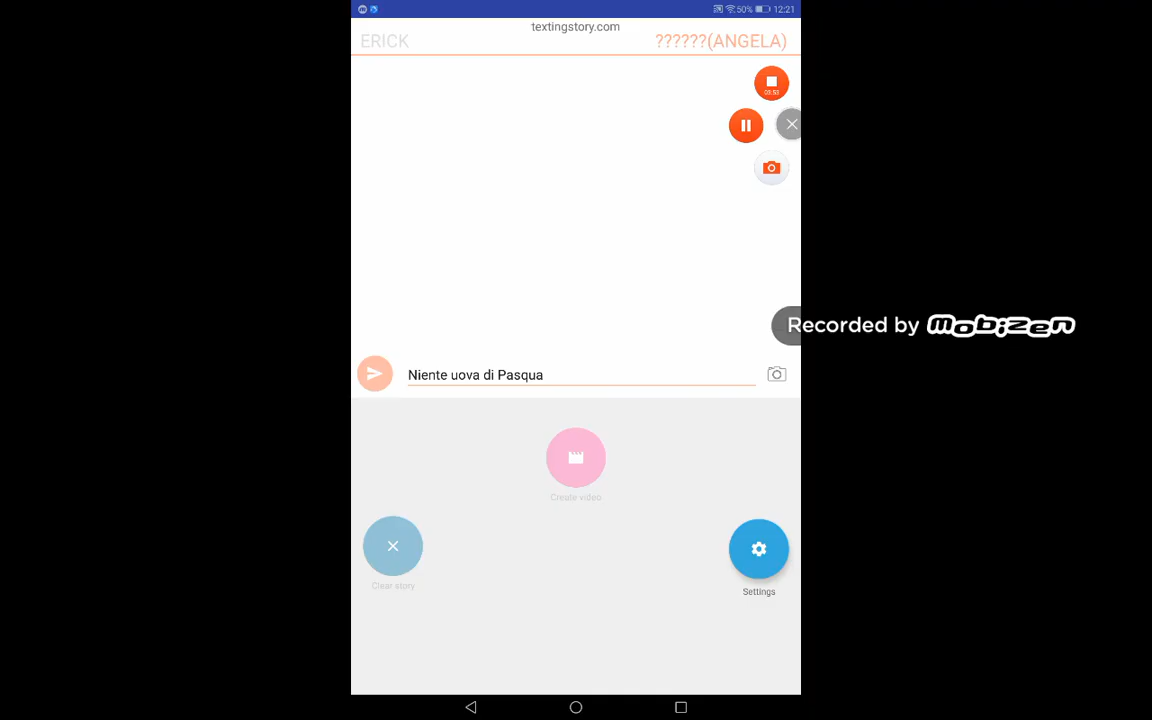 50% 12:21
textingstory.com
ERICK ??????(ANGELA)
03:53
Recorded by mobizen
Niente uova di Pasqua
Create video
Clear story
Settings